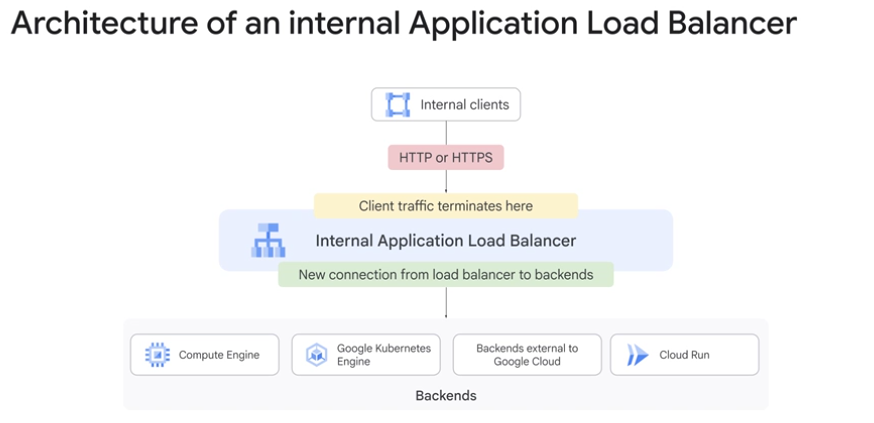 Architecture of an internal Application Load Balancer
Internal clients
HTTP or HTTPS
Client traffic terminates here
Internal Application Load Balancer
New connection from load balancer to backends
Compute Engine
Google Kubernetes
Engine
Backends external to
Google Cloud
Cloud Run
Backends